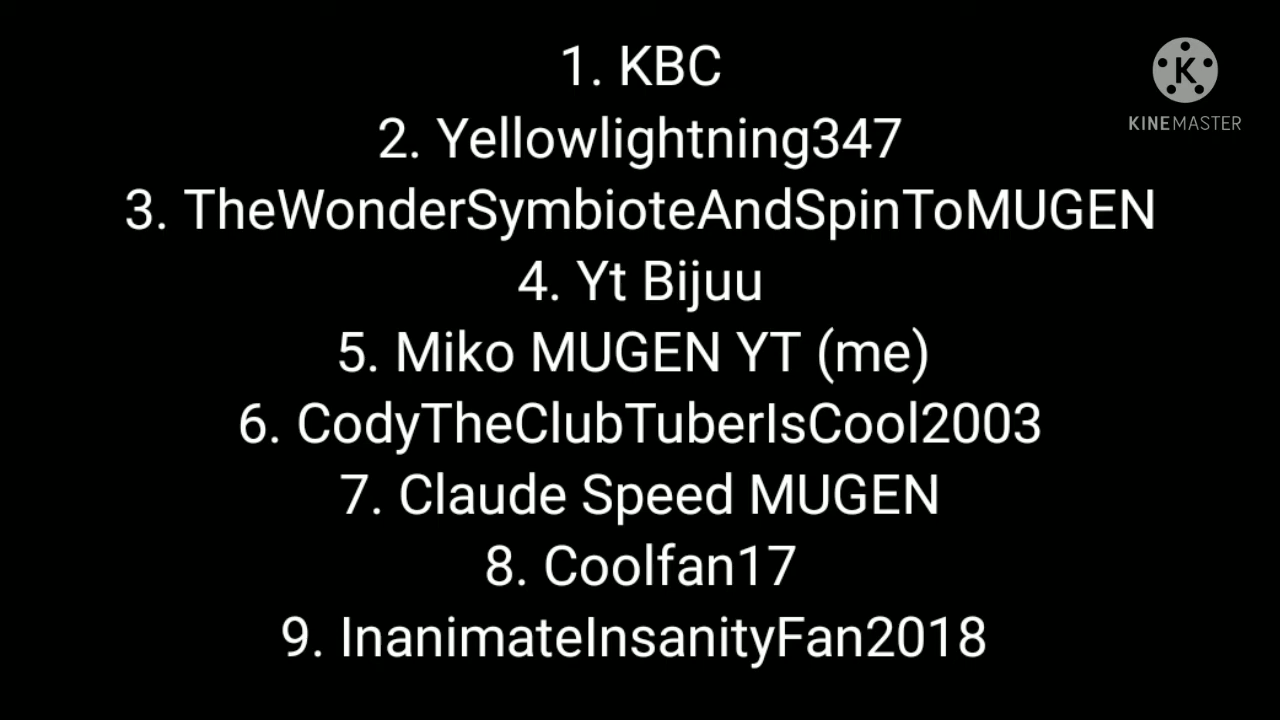 1. KBC
2. Yellowlightning347
3. TheWonderSymbioteAndSpinToMUGEN
4. Yt Bijuu
5. Miko MUGEN YT (me)
6. CodyTheClubTuberIsCool2003
7. Claude Speed MUGEN
8. Coolfan17
9. InanimateInsanityFan2018
K
KINEMASTER